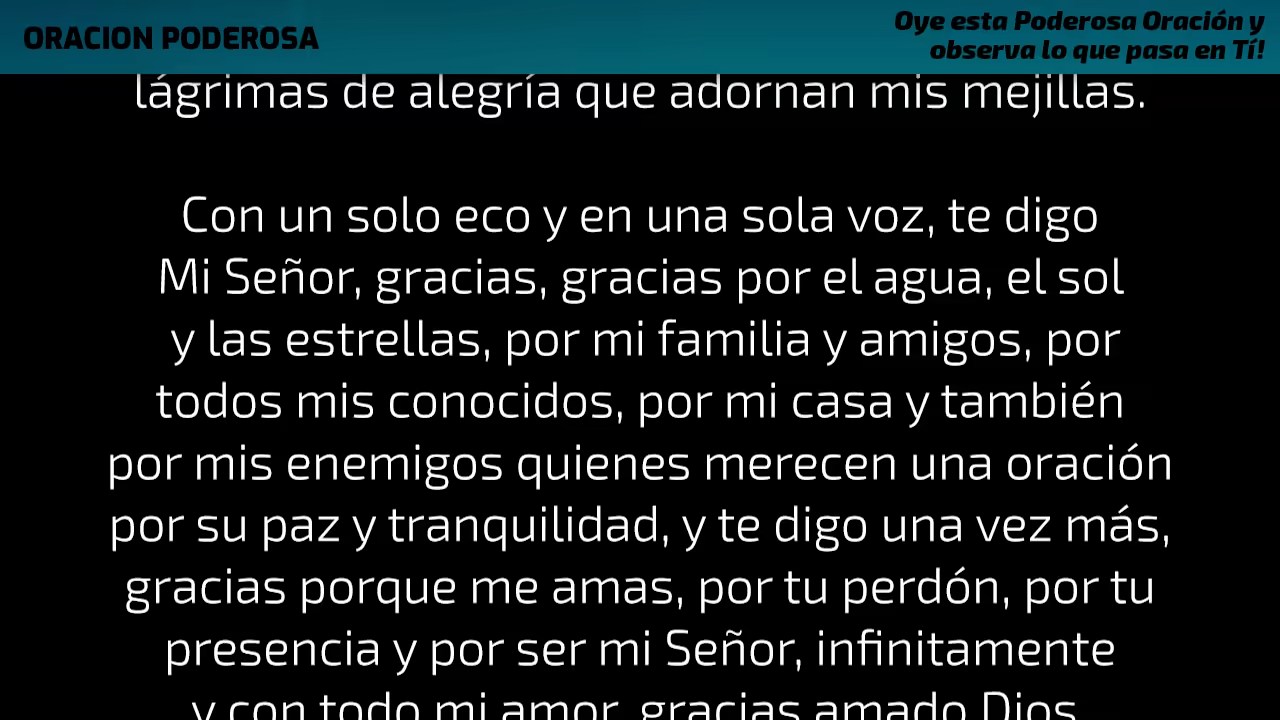 ORACION PODEROSA
Oye esta Poderosa Oración y
observa lo que pasa en Tí!
lágrimas de alegría que adornan mis mejillas.
Con un solo eco y en una sola voz, te digo
Mi Señor, gracias, gracias por el agua, el sol
y las estrellas, por mi familia y amigos, por
todos mis conocidos, por mi casa y también
por mis enemigos quienes merecen una oración
por su paz y tranquilidad, y te digo una vez más,
gracias porque me amas, por tu perdón, por tu
presencia y por ser mi Señor, infinitamente
y con todo mi amor, gracias amado Dios